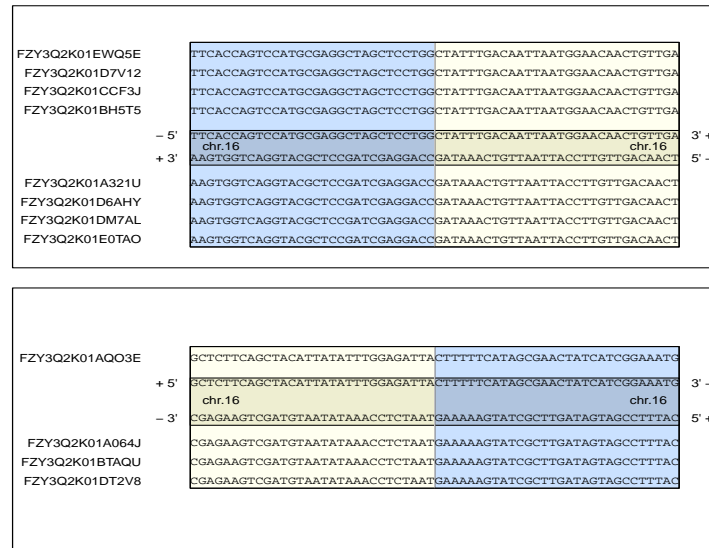 FZY3Q2K01EWQ5E TTCACCAGTCCATGCGAGGCTAGCTCCTGGCTATTTGACAATTAATGGAACAACTGTTGA
FZY3Q2K01D7V12 TTCACCAGTCCATGCGAGGCTAGCTCCTGGCTATTTGACAATTAATGGAACAACTGTTGA
FZY3Q2K01CCF3J TTCACCAGTCCATGCGAGGCTAGCTCCTGGCTATTTGACAATTAATGGAACAACTGTTGA
FZY3Q2K01BH5T5 TTCACCAGTCCATGCGAGGCTAGCTCCTGGCTATTTGACAATTAATGGAACAACTGTTGA
− 5' TTCACCAGTCCATGCGAGGCTAGCTCCTGGCTATTTGACAATTAATGGAACAACTGTTGA 3' +
chr.16 chr.16
+ 3' AAGTGGTCAGGTACGCTCCGATCGAGGACCGATAAACTGTTAATTACCTTGTTGACAACT 5' −
FZY3Q2K01A321U AAGTGGTCAGGTACGCTCCGATCGAGGACCGATAAACTGTTAATTACCTTGTTGACAACT
FZY3Q2K01D6AHY AAGTGGTCAGGTACGCTCCGATCGAGGACCGATAAACTGTTAATTACCTTGTTGACAACT
FZY3Q2K01DM7AL AAGTGGTCAGGTACGCTCCGATCGAGGACCGATAAACTGTTAATTACCTTGTTGACAACT
FZY3Q2K01E0TAO AAGTGGTCAGGTACGCTCCGATCGAGGACCGATAAACTGTTAATTACCTTGTTGACAACT
FZY3Q2K01AQO3E GCTCTTCAGCTACATTATATTTGGAGATTACTTTTTCATAGCGAACTATCATCGGAAATG
+ 5' GCTCTTCAGCTACATTATATTTGGAGATTACTTTTTCATAGCGAACTATCATCGGAAATG 3' −
chr.16 chr.16
− 3' CGAGAAGTCGATGTAATATAAACCTCTAATGAAAAAGTATCGCTTGATAGTAGCCTTTAC 5' +
FZY3Q2K01A064J CGAGAAGTCGATGTAATATAAACCTCTAATGAAAAAGTATCGCTTGATAGTAGCCTTTAC
FZY3Q2K01BTAQU CGAGAAGTCGATGTAATATAAACCTCTAATGAAAAAGTATCGCTTGATAGTAGCCTTTAC
FZY3Q2K01DT2V8 CGAGAAGTCGATGTAATATAAACCTCTAATGAAAAAGTATCGCTTGATAGTAGCCTTTAC